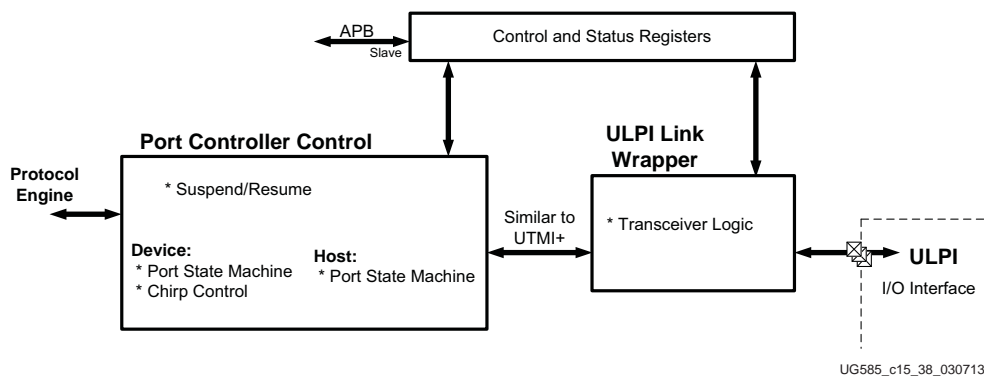 APB
Slave
Control and Status Registers
Port Controller Control
ULPI Link
Wrapper
Protocol
Engine
* Suspend/Resume
Device:
* Port State Machine
* Chirp Control
Host:
* Port State Machine
Similar to
UTMI+
* Transceiver Logic
ULPI
I/O Interface
UG585_c15_38_030713